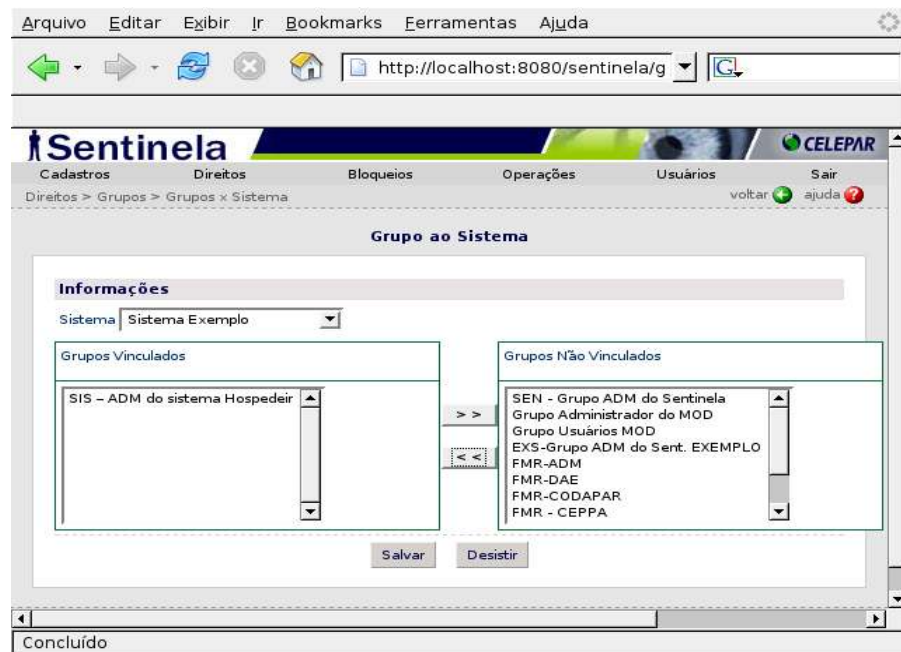 Arquivo Editar Exibir Ir Bookmarks Ferramentas Ajuda
http://localhost:8080/sentinela/g
G
Sentinela
CELEPAR
Cadastros Direitos Bloqueios Operações Usuários Sair
Direitos > Grupos > Grupos x Sistema voltar ajuda ?
Grupo ao Sistema
Informações
Sistema Sistema Exemplo
Grupos Vinculados
Grupos Não Vinculados
SIS – ADM do sistema Hospedeir
>>
<<
SEN - Grupo ADM do Sentinela
Grupo Administrador do MOD
Grupo Usuários MOD
EXS-Grupo ADM do Sent. EXEMPLO
FMR-ADM
FMR-DAE
FMR-CODAPAR
FMR - CEPPA
Salvar Desistir
Concluído